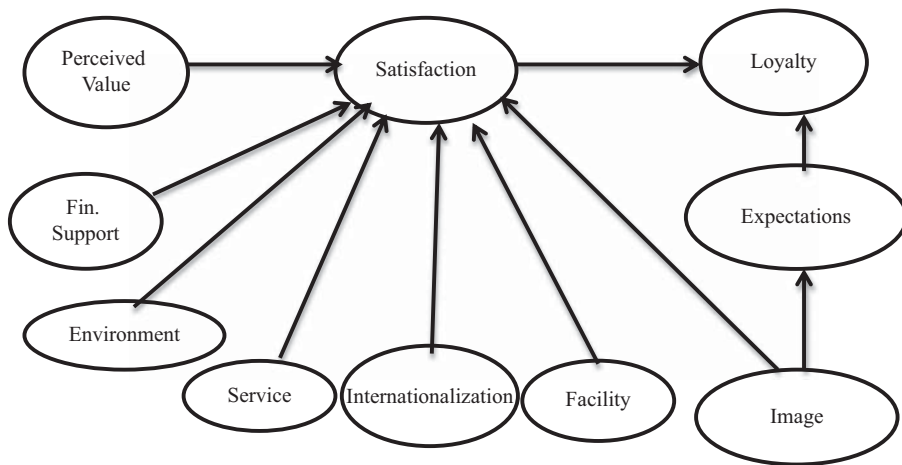 Perceived
Value
Satisfaction
Loyalty
Fin.
Support
Expectations
Environment
Service
Internationalization
Facility
Image